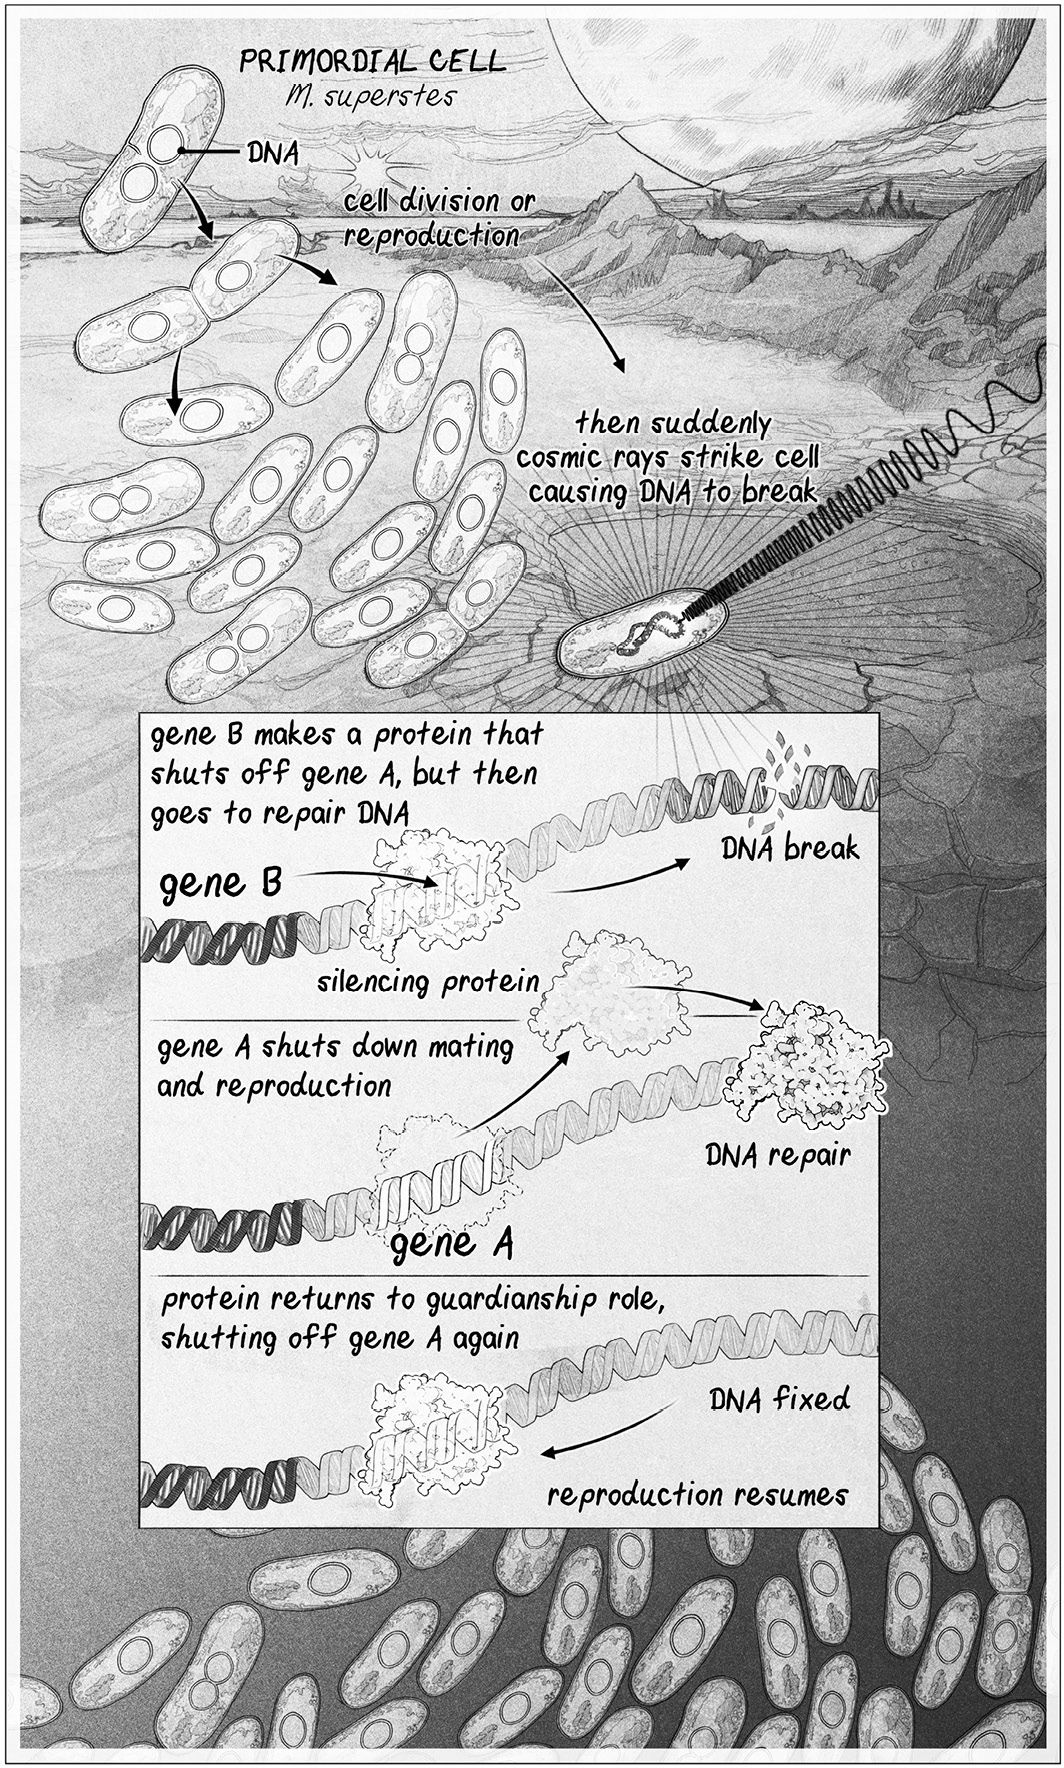 PRIMORDIAL CELL
M. superstes
DNA
cell division or
reproduction
then suddenly
cosmic rays strike cell
causing DNA to break
gene B makes a protein that
shuts off gene A, but then
goes to repair DNA
DNA break
gene B
silencing protein
gene A shuts down mating
and reproduction
DNA repair
gene A
protein returns to guardianship role,
shutting off gene A again
DNA fixed
reproduction resumes